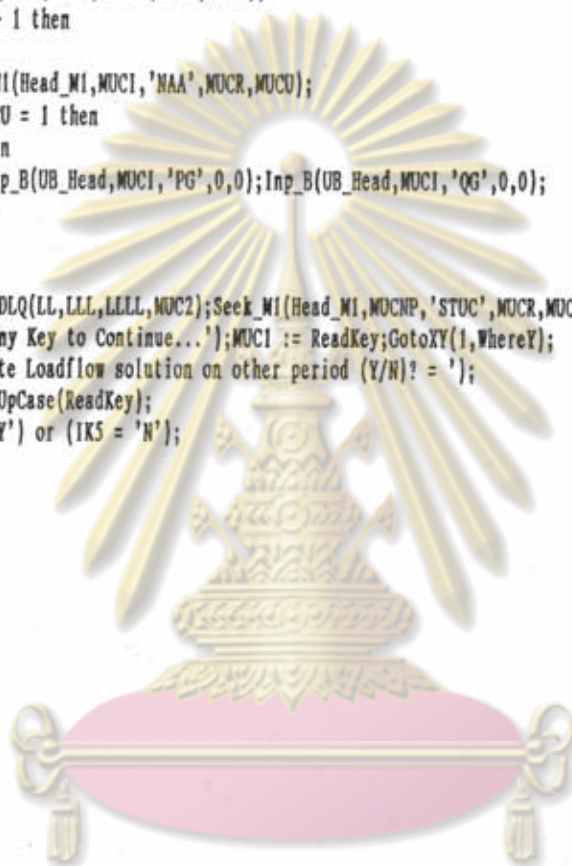 = 1 then
M1(Head_M1,MUCI,'NAA',MUCR,MUCU);
U = 1 then
n
p_B(UB_Head,MUCI,'PG',0,0);Inp_B(UB_Head,MUCI,'QG',0,0);
DLQ(LL,LLL,LLLL,MUC2);Seek_M1(Head_M1,MUCNP,'STUC',MUCR,MUC
ny Key to Continue...');MUC1 := ReadKey;GotoXY(1,WhereY);
te Loadflow solution on other period (Y/N)? = ');
UpCase(ReadKey);
Y') or (IK5 = 'N');